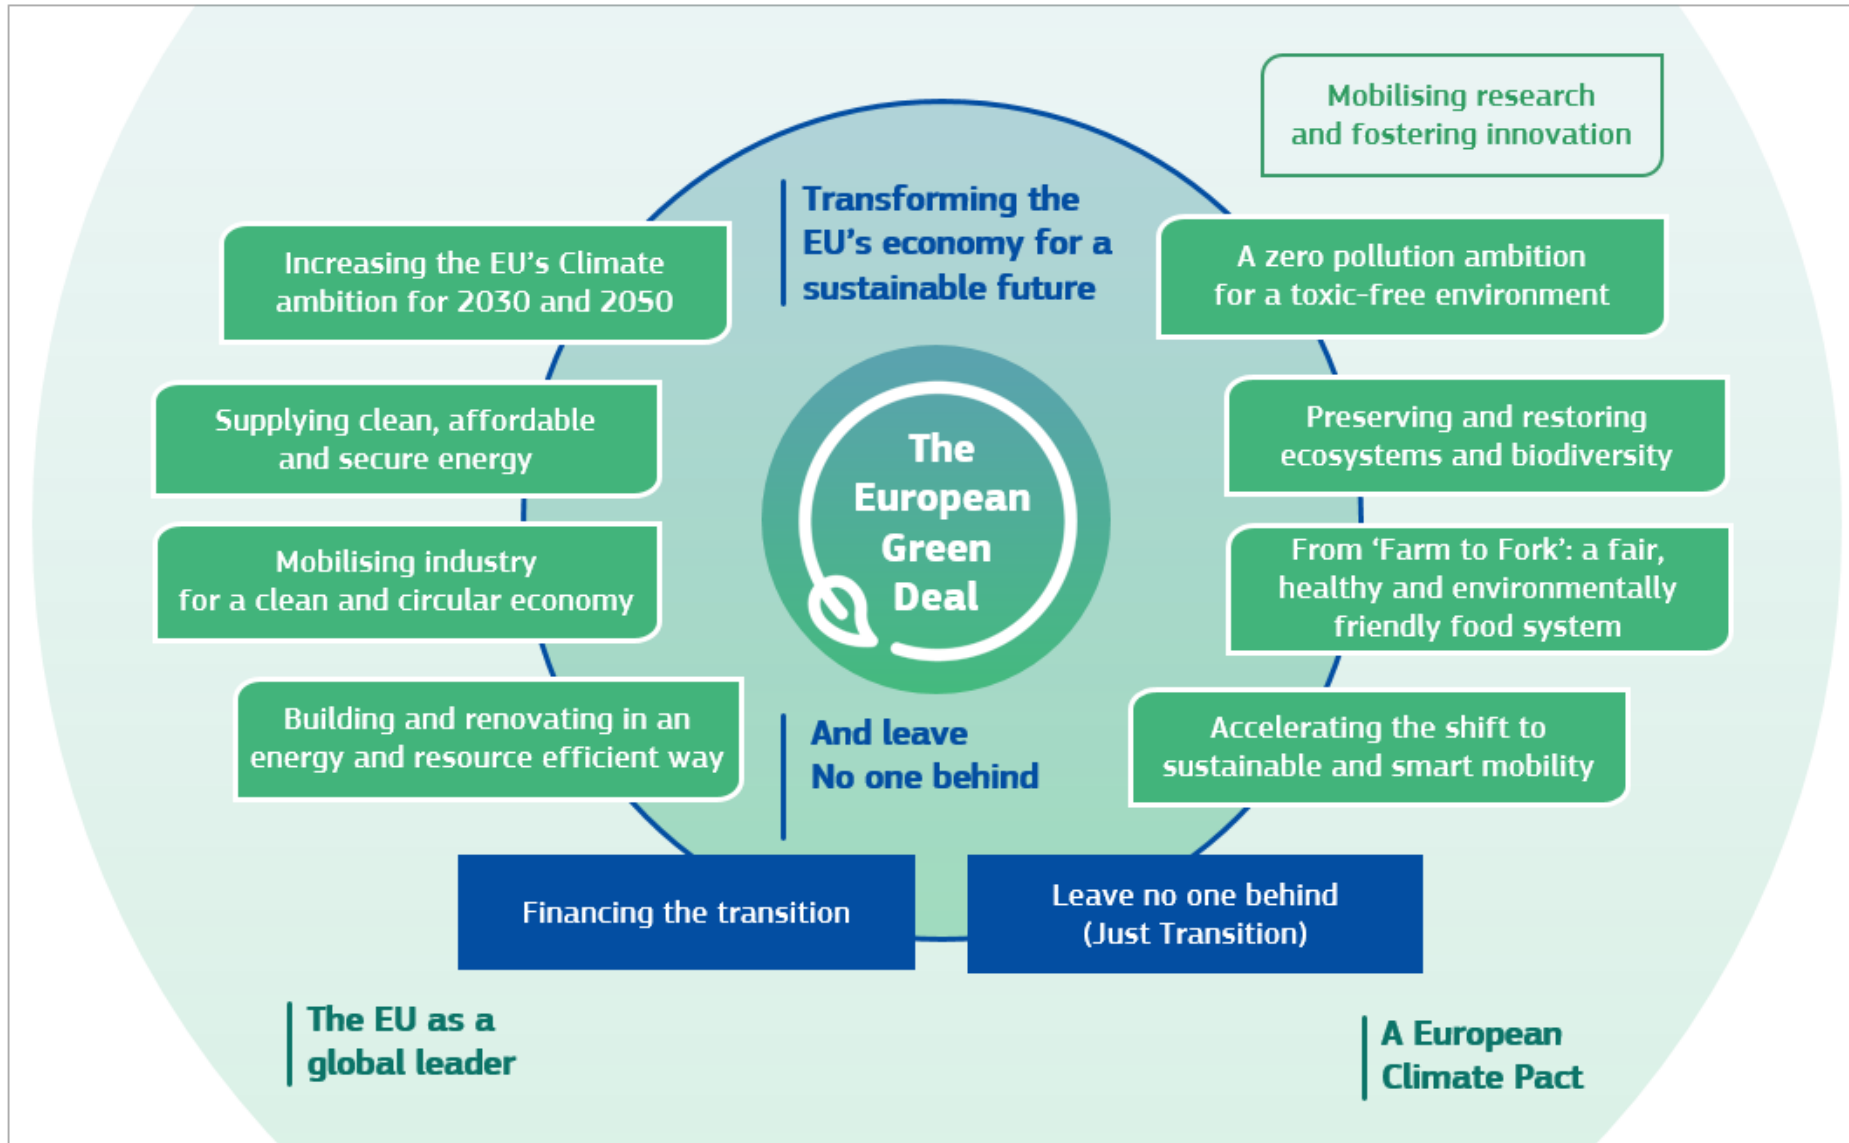 Mobilising research
and fostering innovation
Transforming the
EU's economy for a
sustainable future
Increasing the EU's Climate
ambition for 2030 and 2050
A zero pollution ambition
for a toxic-free environment
Supplying clean, affordable
and secure energy
Preserving and restoring
ecosystems and biodiversity
The
European
Green
Deal
Mobilising industry
for a clean and circular economy
From ‘Farm to Fork’: a fair,
healthy and environmentally
friendly food system
Building and renovating in an
energy and resource efficient way
Accelerating the shift to
sustainable and smart mobility
And leave
No one behind
Financing the transition
Leave no one behind
(Just Transition)
The EU as a
global leader
A European
Climate Pact